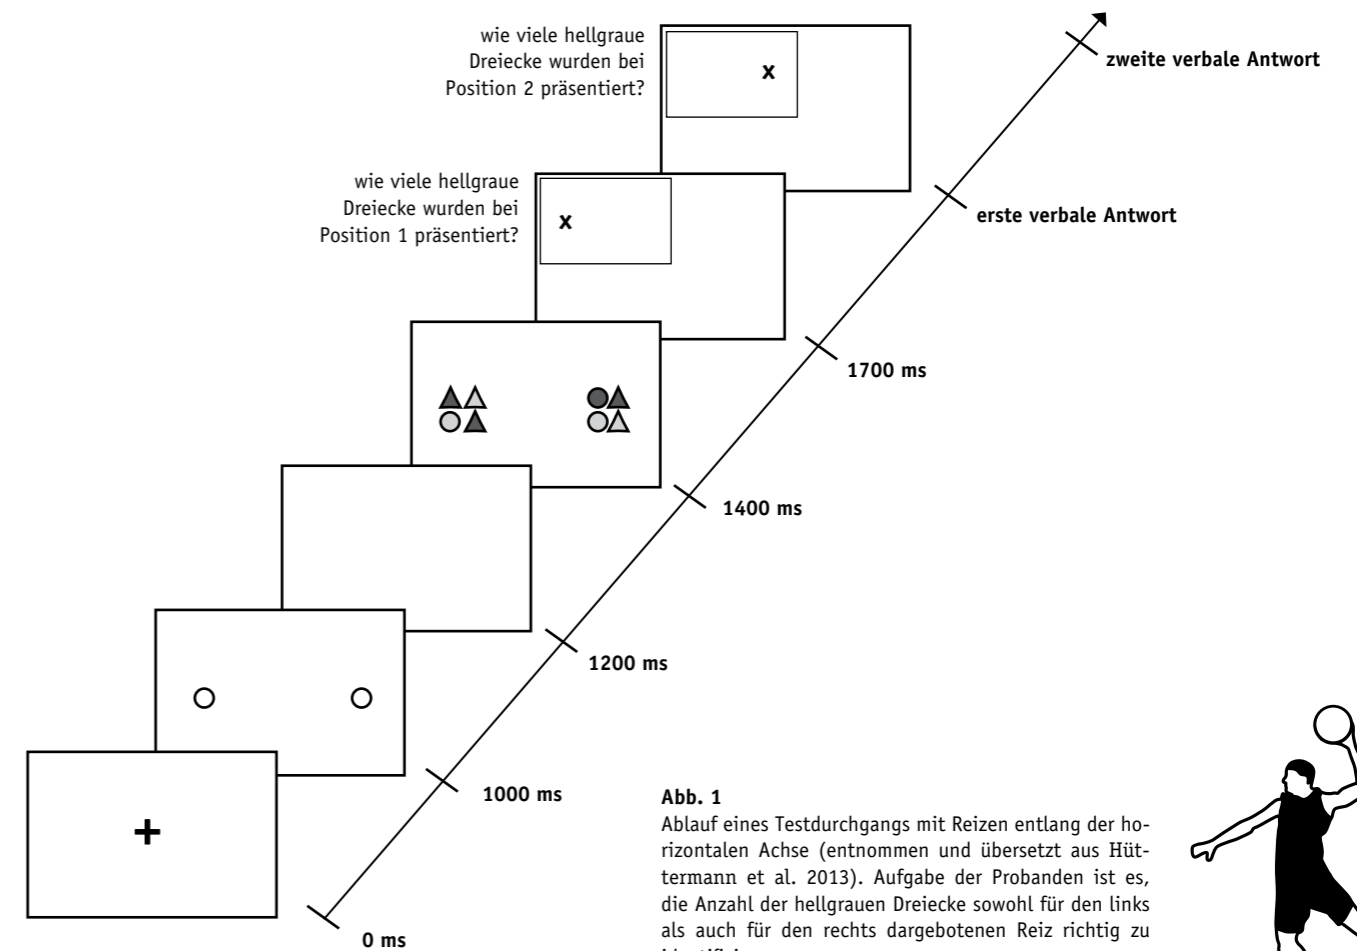 wie viele hellgraue
Dreiecke wurden bei
Position 2 präsentiert?
x
zweite verbale Antwort
wie viele hellgraue
Dreiecke wurden bei
Position 1 präsentiert?
x
erste verbale Antwort
1700 ms
1400 ms
1200 ms
1000 ms
+
0 ms
Abb. 1
Ablauf eines Testdurchgangs mit Reizen entlang der ho-
rizontalen Achse (entnommen und übersetzt aus Hüt-
termann et al. 2013). Aufgabe der Probanden ist es,
die Anzahl der hellgrauen Dreiecke sowohl für den links
als auch für den rechts dargebotenen Reiz richtig zu